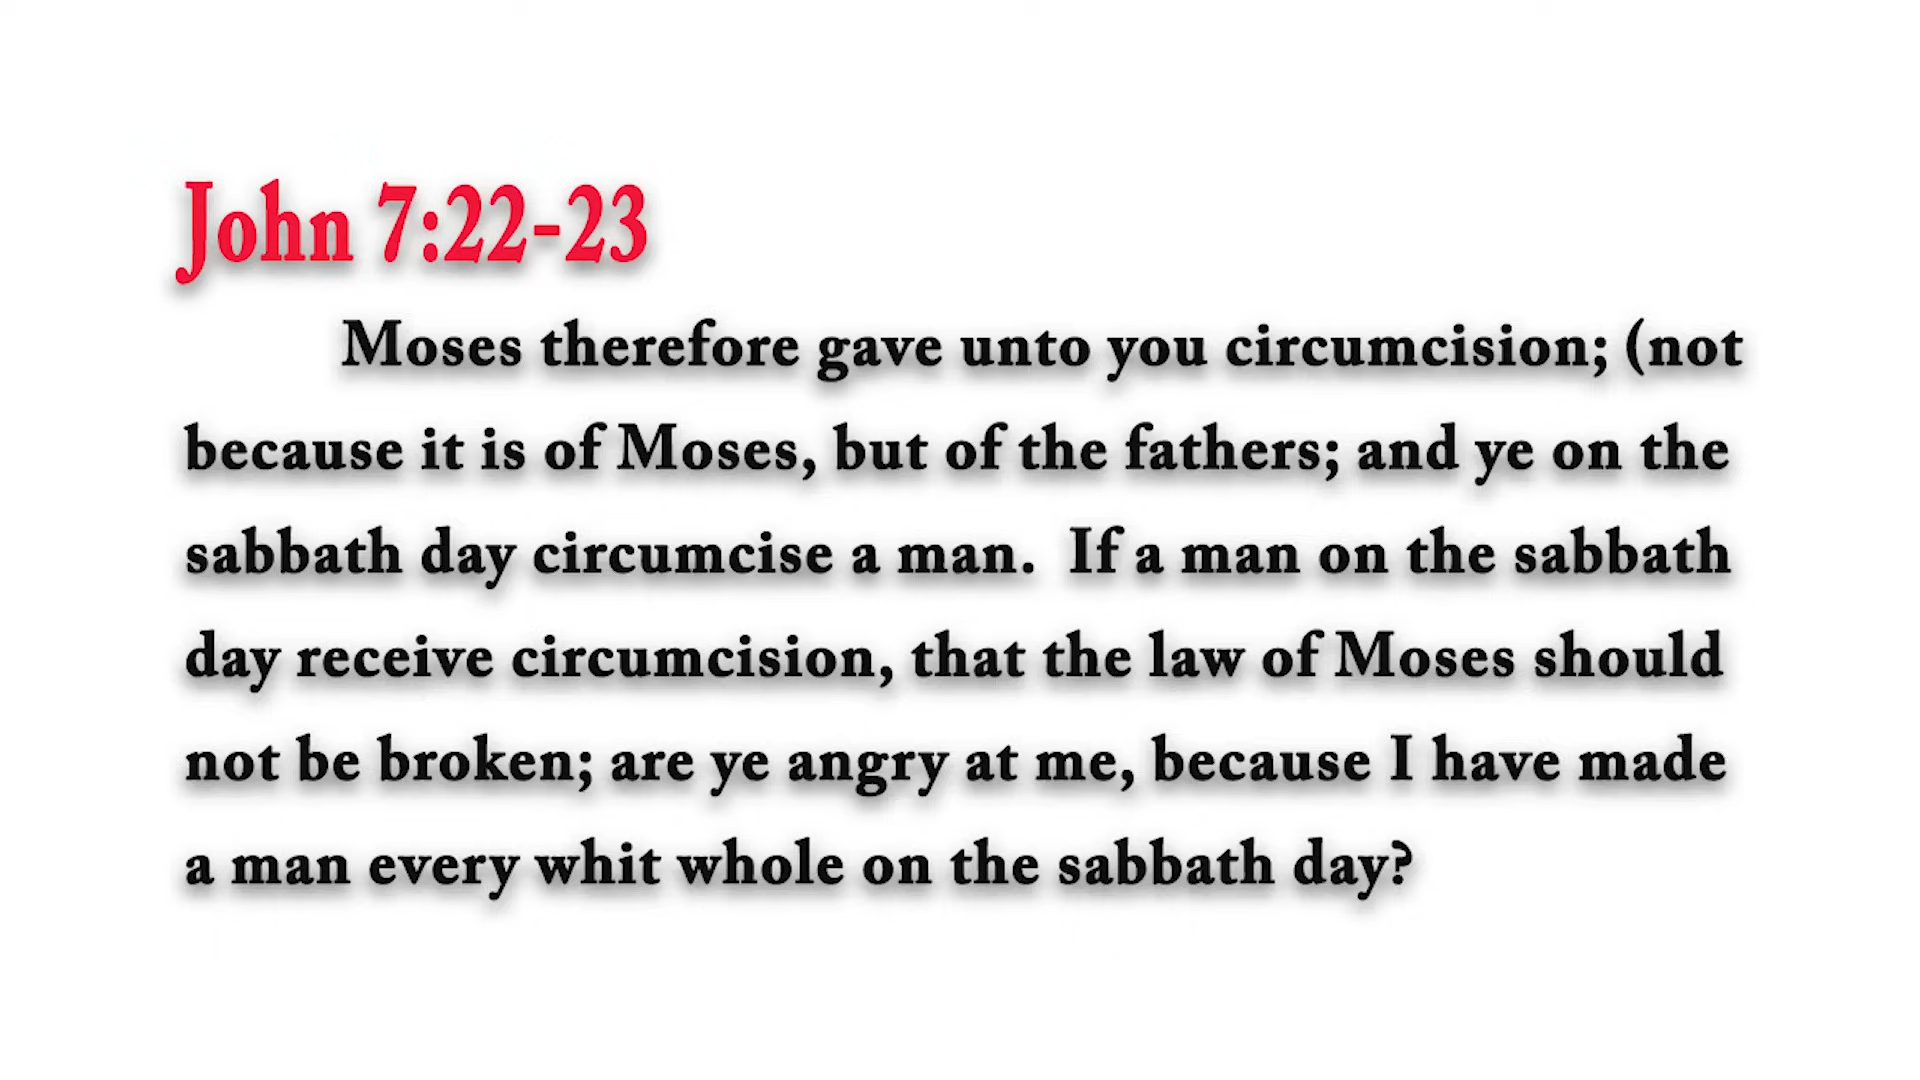 John 7:22-23
Moses therefore gave unto you circumcision; (not
because it is of Moses, but of the fathers; and ye on the
sabbath day circumcise a man.  If a man on the sabbath
day receive circumcision, that the law of Moses should
not be broken; are ye angry at me, because I have made
a man every whit whole on the sabbath day?